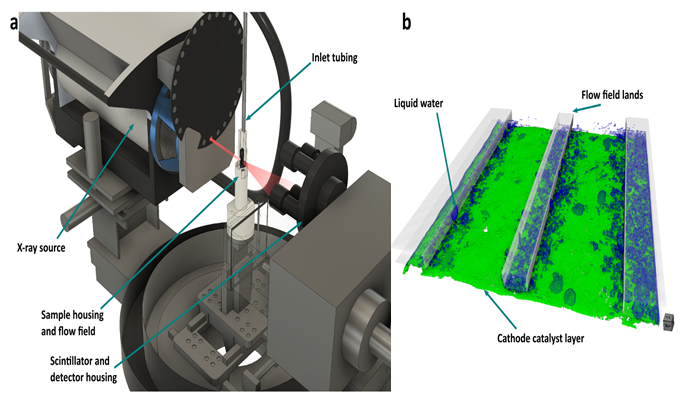 a
Inlet tubing
X-ray source
Sample housing
and flow field
Scintillator and
detector housing
b
Flow field lands
Liquid water
Cathode catalyst layer